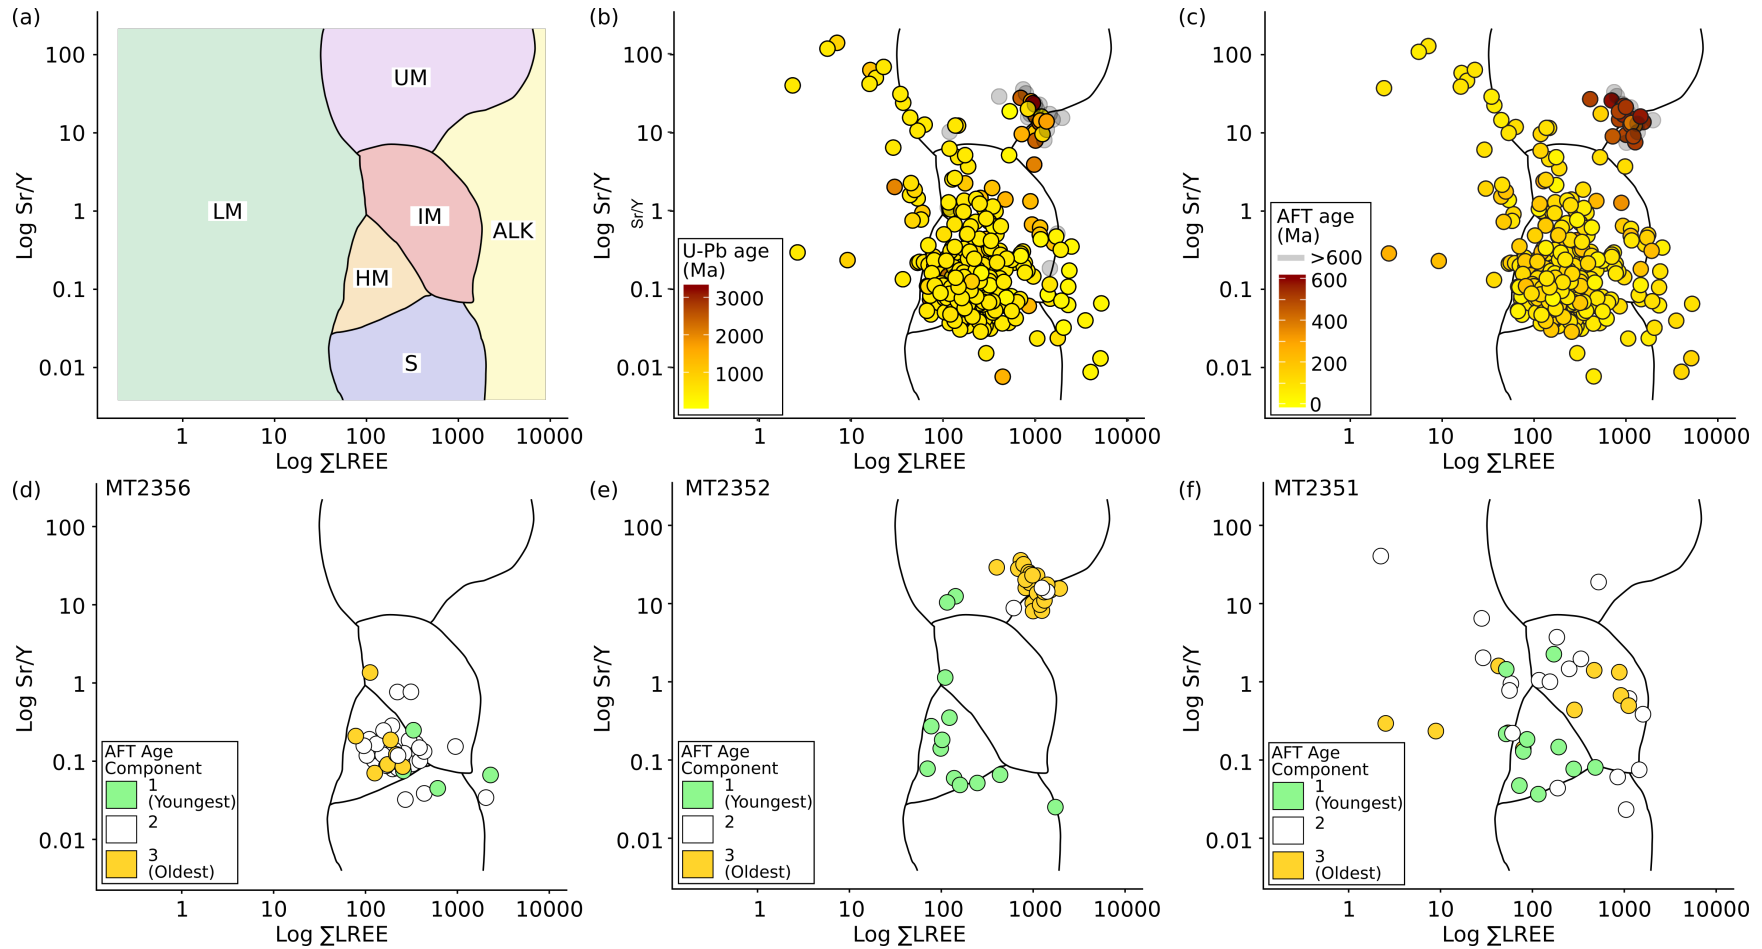 (a)
Log Sr/Y
100
10
1
0.1
0.01
UM
LM
IM
ALK
HM
S
1
10
100
1000
10000
Log ∑LREE
(b)
Log Sr/Y
Sr/Y
100
10
1
0.1
0.01
U-Pb age
(Ma)
3000
2000
1000
1
10
100
1000
10000
Log ∑LREE
(c)
Log Sr/Y
100
10
1
0.1
0.01
AFT age
(Ma)
>600
600
400
200
0
1
10
100
1000
10000
Log ∑LREE
(d)
MT2356
Log Sr/Y
100
10
1
0.1
0.01
AFT Age
Component
1
(Youngest)
2
3
(Oldest)
1
10
100
1000
10000
Log ∑LREE
(e)
MT2352
Log Sr/Y
100
10
1
0.1
0.01
AFT Age
Component
1
(Youngest)
2
3
(Oldest)
1
10
100
1000
10000
Log ∑LREE
(f)
MT2351
Log Sr/Y
100
10
1
0.1
0.01
AFT Age
Component
1
(Youngest)
2
3
(Oldest)
1
10
100
1000
10000
Log ∑LREE